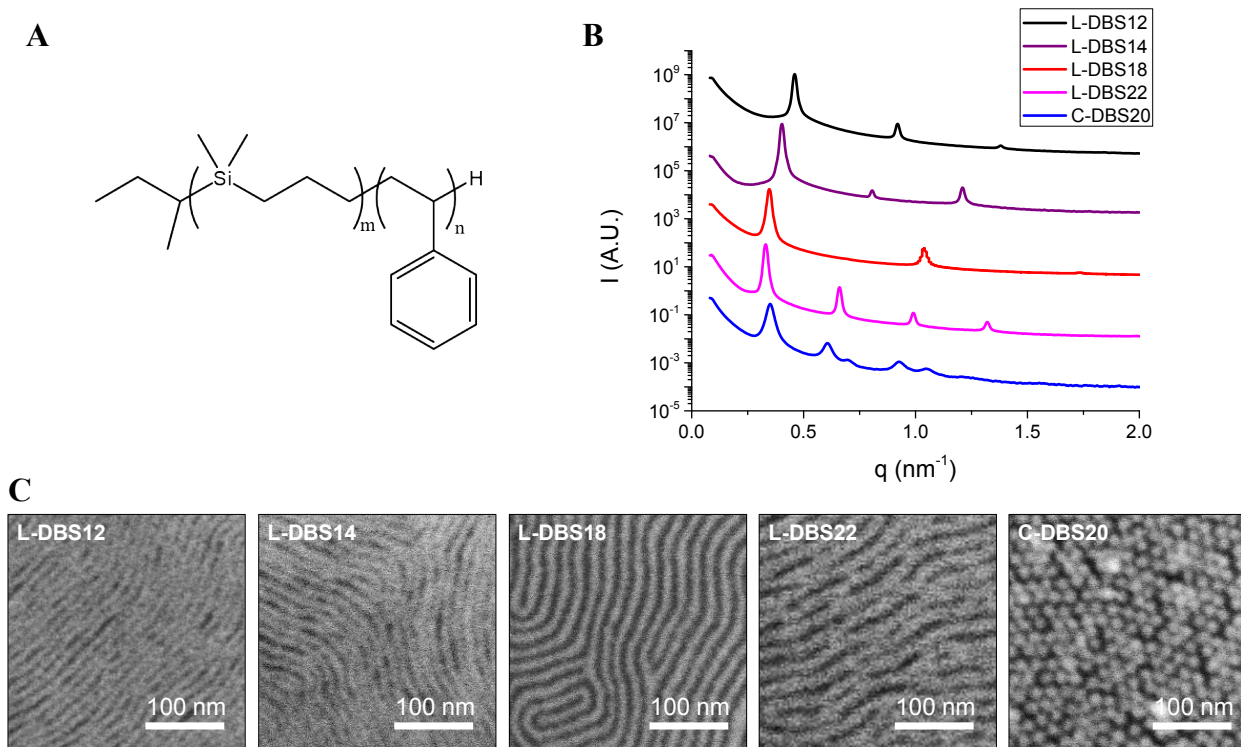 A
Si
m
n
H
B
L-DBS12
L-DBS14
L-DBS18
L-DBS22
C-DBS20
I (A.U.)
10^9
10^7
10^5
10^3
10^1
10^-1
10^-3
10^-5
0.0 0.5 1.0 1.5 2.0
q (nm^-1)
C
L-DBS12 L-DBS14 L-DBS18 L-DBS22 C-DBS20
100 nm 100 nm 100 nm 100 nm 100 nm